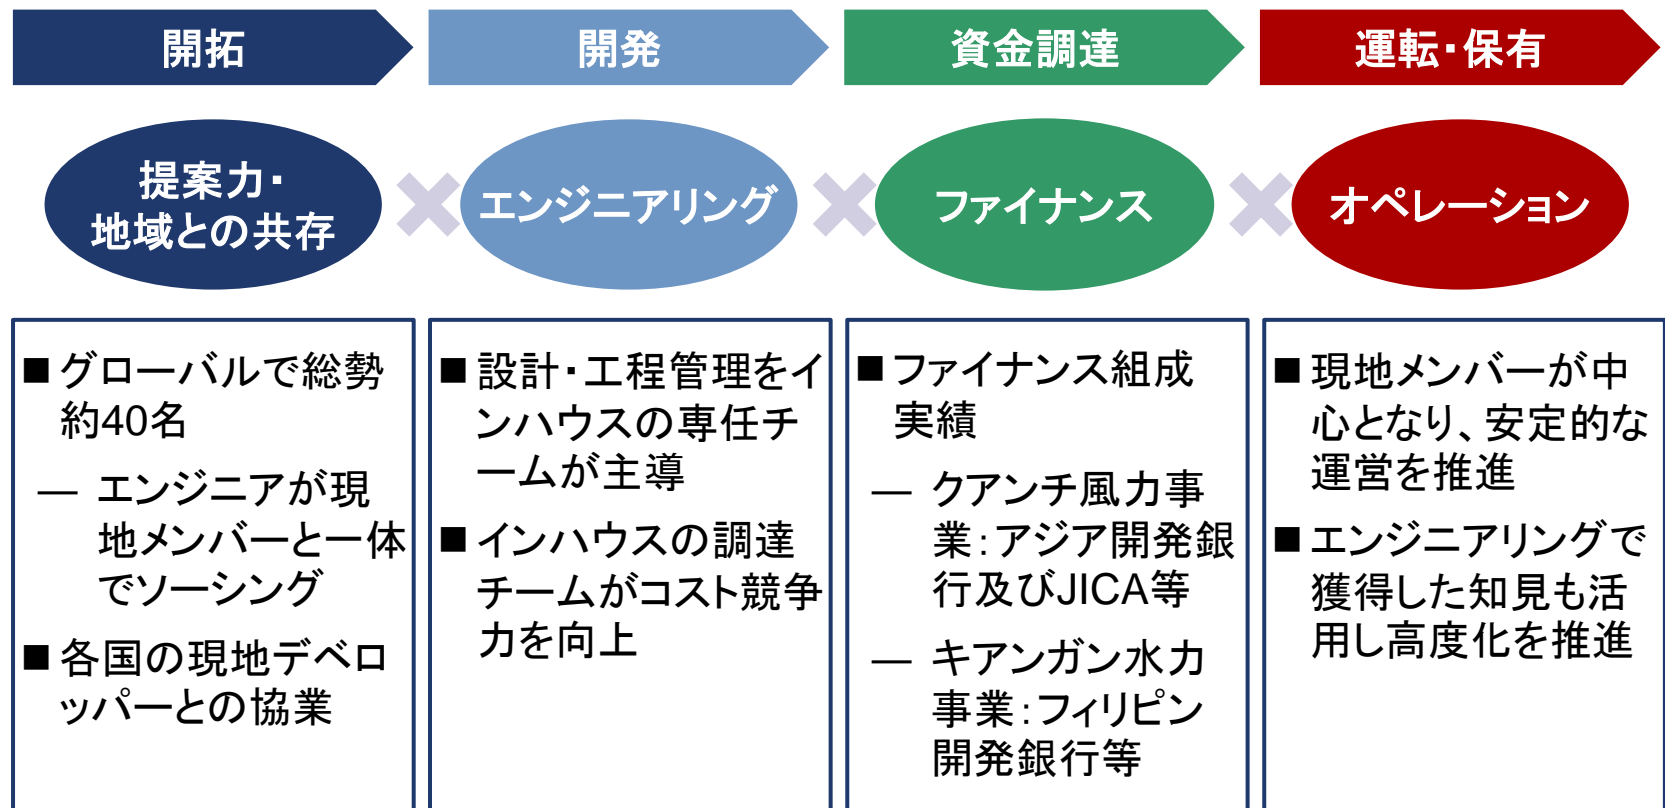 開拓
開発
資金調達
運転・保有
提案力・
地域との共存
エンジニアリング
ファイナンス
オペレーション
■ グローバルで総勢
約40名
― エンジニアが現
地メンバーと一体
でソーシング
■ 各国の現地デベロ
ッパーとの協業
■ 設計・工程管理をイ
ンハウスの専任チ
ームが主導
■ インハウスの調達
チームがコスト競争
力を向上
■ ファイナンス組成
実績
― クアンチ風力事
業：アジア開発銀
行及びJICA等
― キアンガン水力
事業：フィリピン
開発銀行等
■ 現地メンバーが中
心となり、安定的な
運営を推進
■ エンジニアリングで
獲得した知見も活
用し高度化を推進